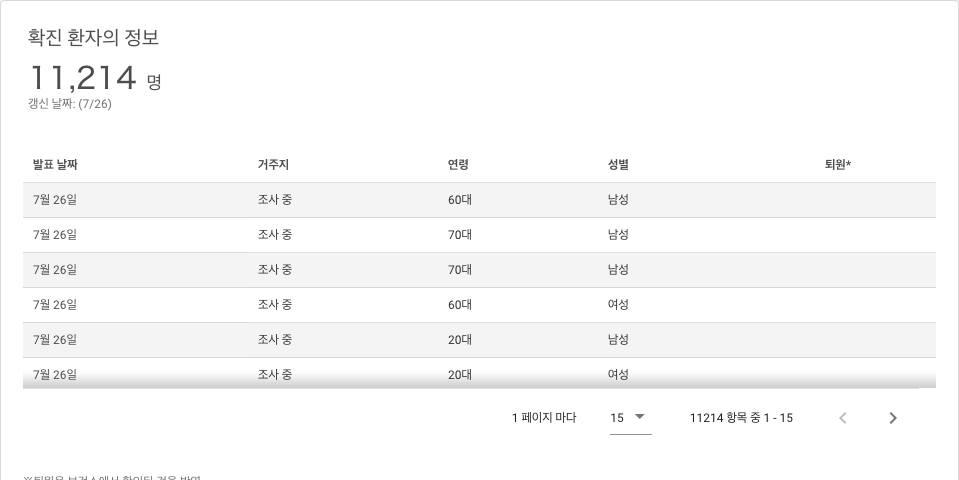 확진 환자의 정보
11,214 명
갱신 날짜: (7/26)
발표 날짜 거주지 연령 성별 퇴원*
7월 26일 조사 중 60대 남성
7월 26일 조사 중 70대 남성
7월 26일 조사 중 70대 남성
7월 26일 조사 중 60대 여성
7월 26일 조사 중 20대 남성
7월 26일 조사 중 20대 여성
1 페이지 마다 15 11214 항목 중 1 - 15